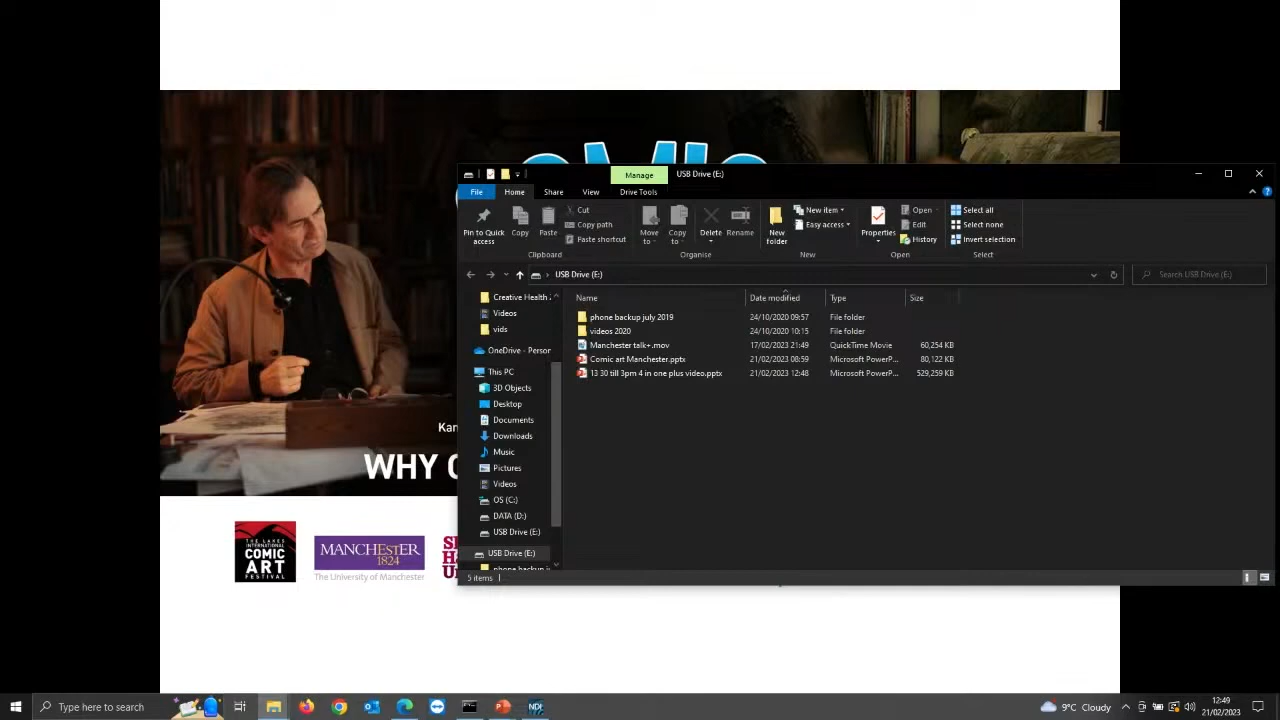 Manage
USB Drive (E:)
File
Home
Share
View
Drive Tools
Pin to Quick access
Copy
Paste
Cut
Copy path
Paste shortcut
Clipboard
Move to
Copy to
Delete
Rename
Organise
New folder
New item
Easy access
New
Properties
Open
Edit
History
Open
Select all
Select none
Invert selection
Select
USB Drive (E:)
Search USB Drive (E:)
Creative Health
Videos
vids
OneDrive - Person
This PC
3D Objects
Desktop
Documents
Downloads
Music
Pictures
Videos
OS (C:)
DATA (D:)
USB Drive (E:)
USB Drive (E:)
Name Date modified Type Size
phone backup july 2019 24/10/2020 09:57 File folder
videos 2020 24/10/2020 10:15 File folder
Manchester talk+.mov 17/02/2023 21:49 QuickTime Movie 60,254 KB
Comic art Manchester.pptx 21/02/2023 08:59 Microsoft PowerP... 80,122 KB
13 30 till 3pm 4 in one plus video.pptx 21/02/2023 12:48 Microsoft PowerP... 529,259 KB
5 items
Kan
WHY
THE LAKES
INTERNATIONAL
COMIC
ART
FESTIVAL
MANCHESTER
1824
The University of Manchester
Type here to search
NDI
9°C Cloudy
12:49
21/02/2023